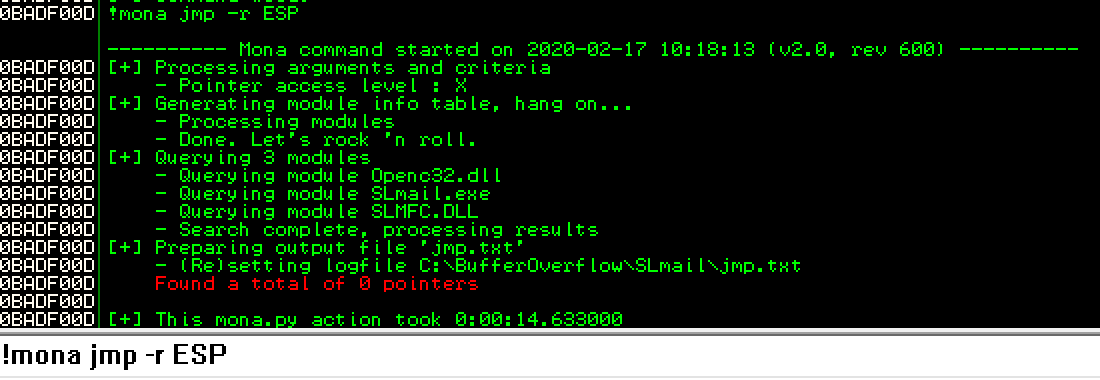 0BADF00D !mona jmp -r ESP
---------- Mona command started on 2020-02-17 10:18:13 (v2.0, rev 600) ----------
0BADF00D [+] Processing arguments and criteria
0BADF00D - Pointer access level : X
0BADF00D [+] Generating module info table, hang on...
0BADF00D - Processing modules
0BADF00D - Done. Let's rock 'n roll.
0BADF00D [+] Querying 3 modules
0BADF00D - Querying module Openc32.dll
0BADF00D - Querying module SLmail.exe
0BADF00D - Querying module SLMFC.DLL
0BADF00D - Search complete, processing results
0BADF00D [+] Preparing output file 'jmp.txt'
0BADF00D - (Re)setting logfile C:\BufferOverflow\SLmail\jmp.txt
0BADF00D Found a total of 0 pointers
0BADF00D
0BADF00D [+] This mona.py action took 0:00:14.633000
!mona jmp -r ESP